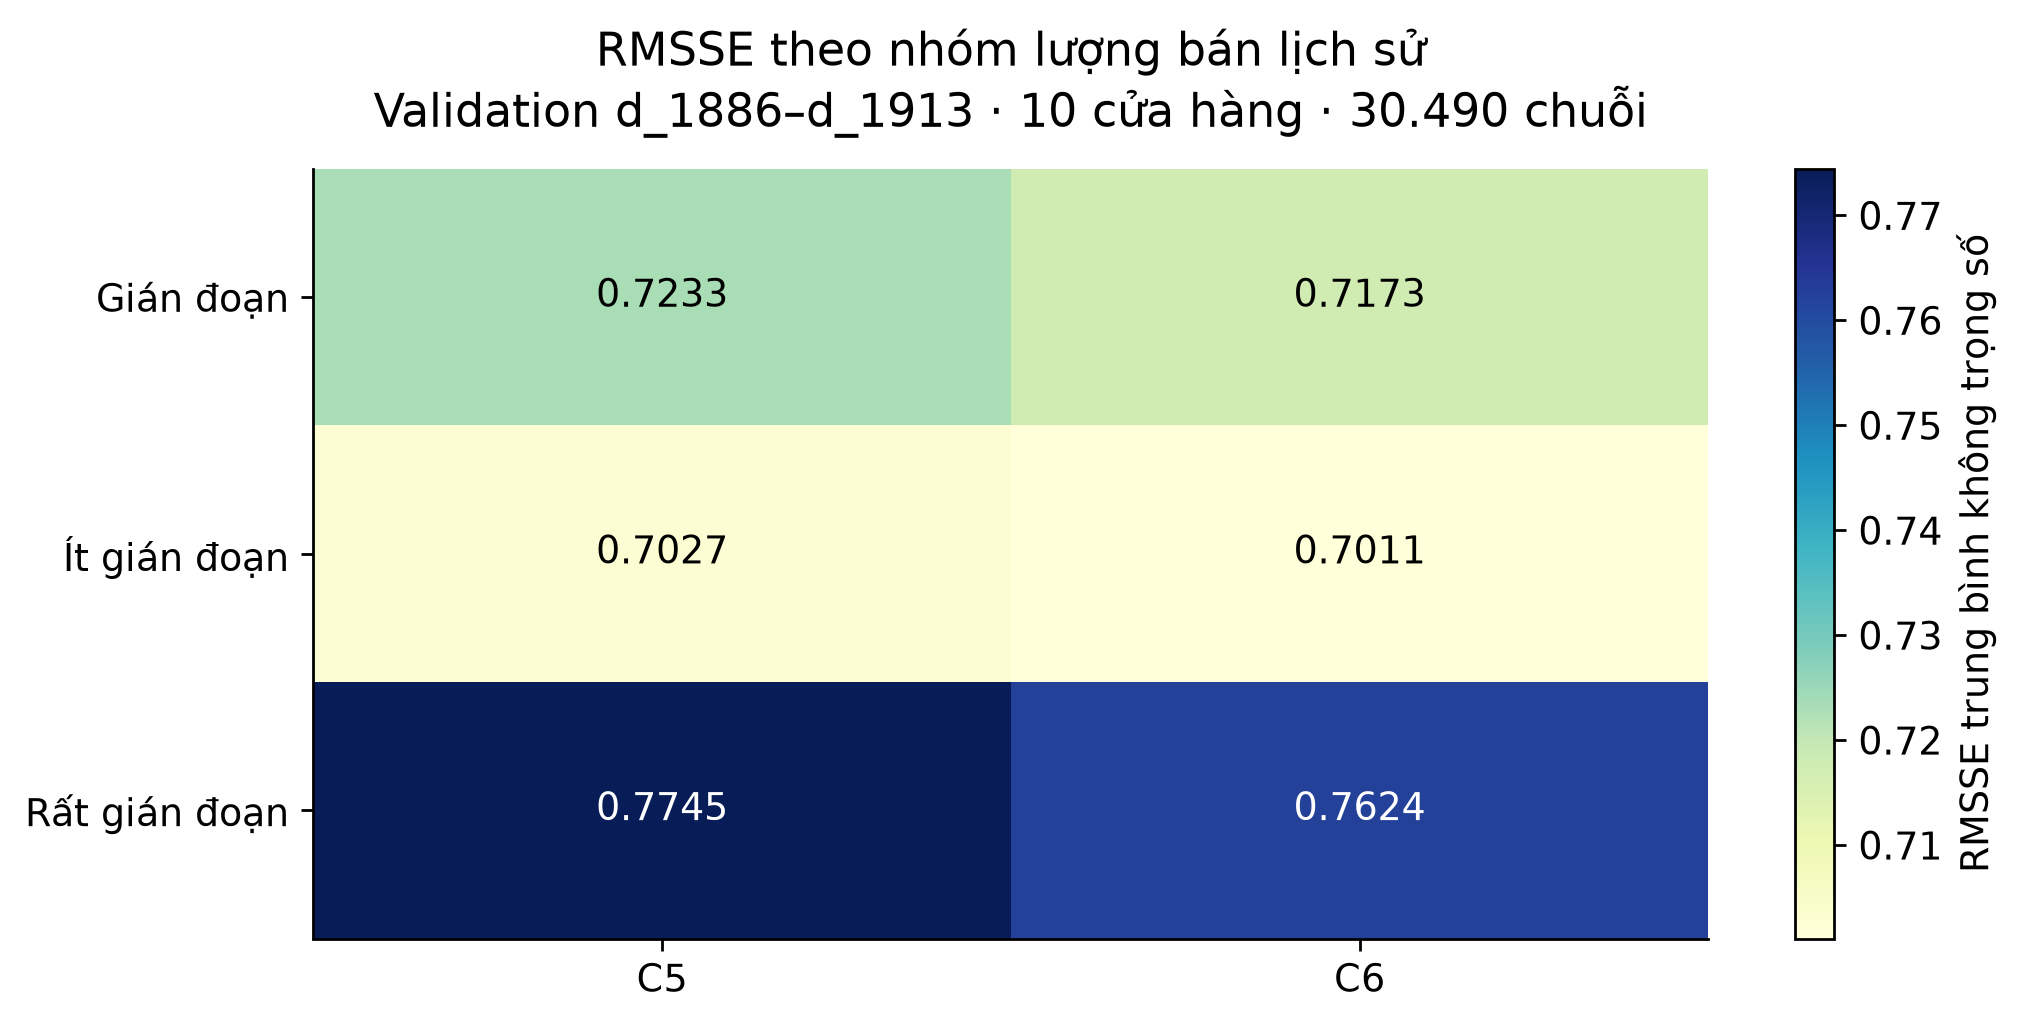 RMSSE theo nhóm lượng bán lịch sử
Validation d_1886–d_1913 · 10 cửa hàng · 30.490 chuỗi
Gián đoạn
0.7233
0.7173
Ít gián đoạn
0.7027
0.7011
Rất gián đoạn
0.7745
0.7624
C5
C6
0.77
0.76
0.75
0.74
0.73
0.72
0.71
RMSSE trung bình không trọng số